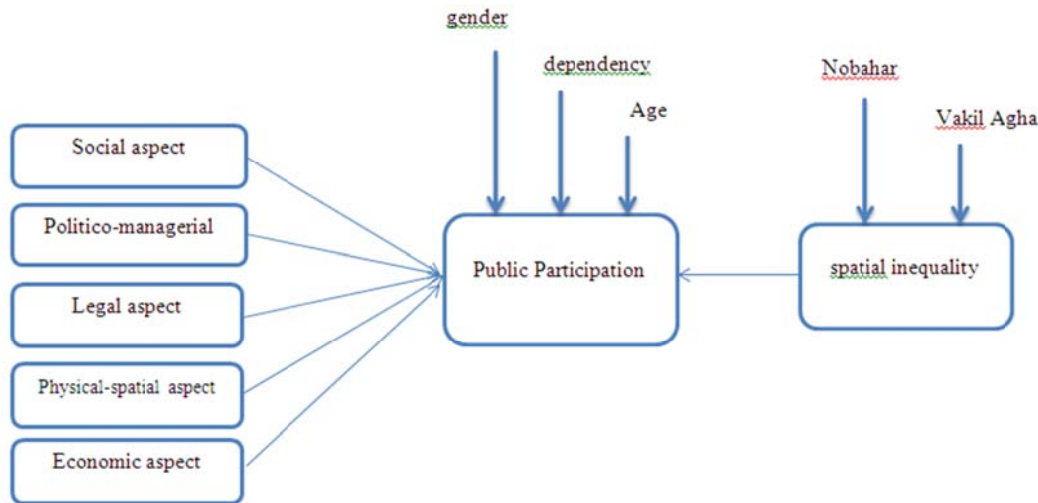 gender
dependency
Age
Nobahar
Vakil Agha
Social aspect
Politico-managerial
Legal aspect
Physical-spatial aspect
Economic aspect
Public Participation
spatial inequality